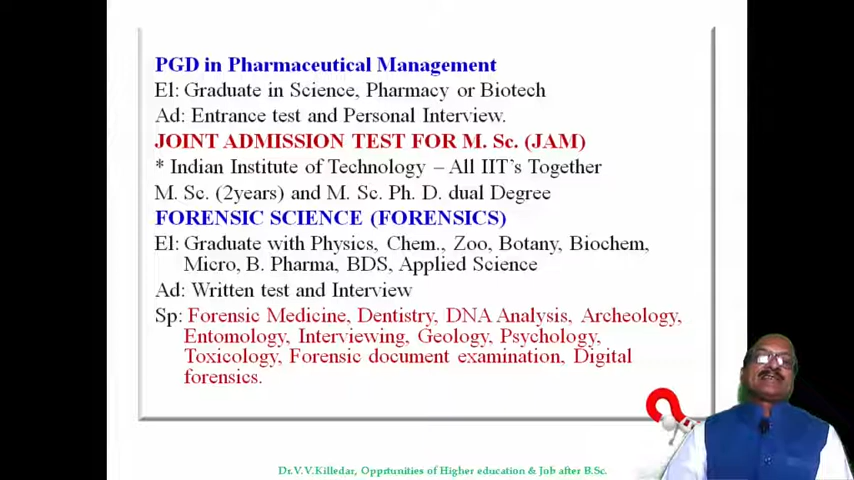 PGD in Pharmaceutical Management
El: Graduate in Science, Pharmacy or Biotech
Ad: Entrance test and Personal Interview.
JOINT ADMISSION TEST FOR M. Sc. (JAM)
* Indian Institute of Technology – All IIT's Together
M. Sc. (2years) and M. Sc. Ph. D. dual Degree
FORENSIC SCIENCE (FORENSICS)
El: Graduate with Physics, Chem., Zoo, Botany, Biochem,
Micro, B. Pharma, BDS, Applied Science
Ad: Written test and Interview
Sp: Forensic Medicine, Dentistry, DNA Analysis, Archeology,
Entomology, Interviewing, Geology, Psychology,
Toxicology, Forensic document examination, Digital
forensics.
Dr.V.V.Killedar, Opprtunities of Higher education & Job after B.Sc.